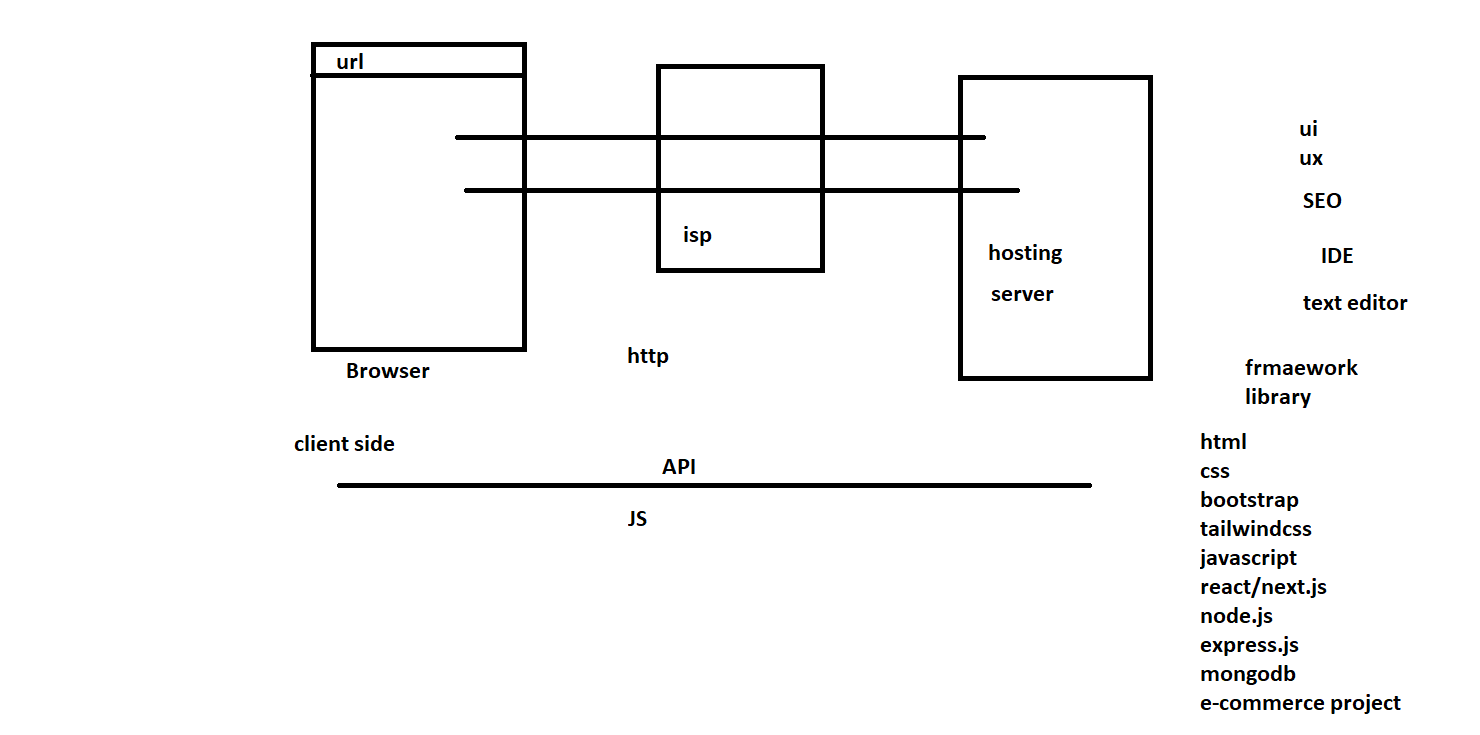 url
isp
hosting
server
Browser
http
client side
API
JS
ui
ux
SEO
IDE
text editor
frmaework
library
html
css
bootstrap
tailwindcss
javascript
react/next.js
node.js
express.js
mongodb
e-commerce project